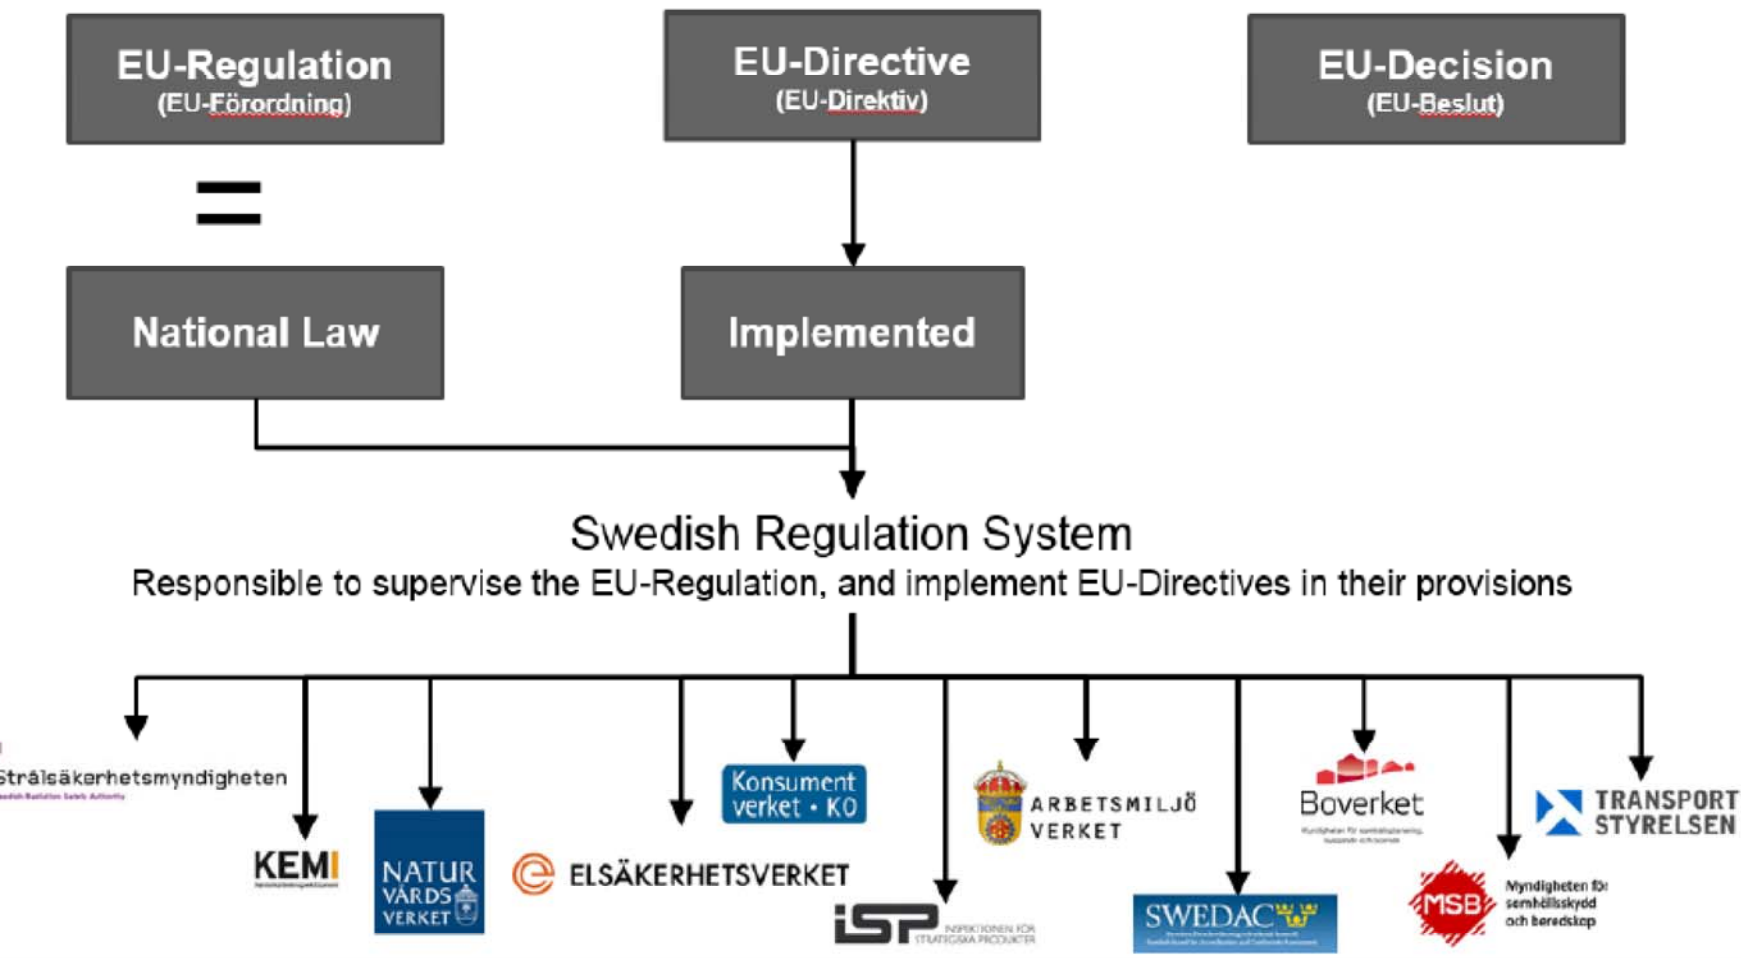 EU-Regulation
(EU-Förordning)
EU-Directive
(EU-Direktiv)
EU-Decision
(EU-Beslut)
=
National Law
Implemented
Swedish Regulation System
Responsible to supervise the EU-Regulation, and implement EU-Directives in their provisions
Strålsäkerhetsmyndigheten
KEMI
NATUR
VÅRDS
VERKET
ELSÄKERHETSVERKET
Konsument
verket • KO
iSP
INSPEKTIONEN FÖR
STRATEGISKA PRODUKTER
ARBETSMILJÖ
VERKET
SWEDAC
Boverket
MSB
Myndigheten för
samhällsskydd
och beredskap
TRANSPORT
STYRELSEN